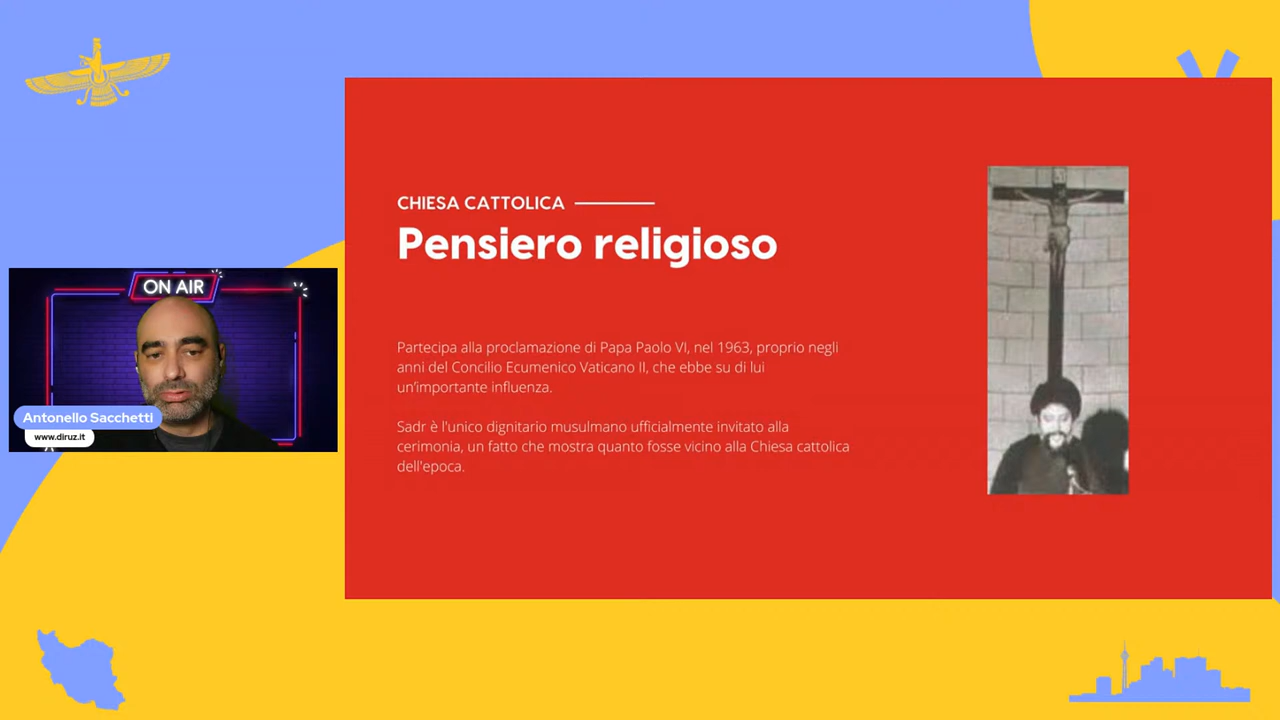 CHIESA CATTOLICA
Pensiero religioso
Partecipa alla proclamazione di Papa Paolo VI, nel 1963, proprio negli
anni del Concilio Ecumenico Vaticano II, che ebbe su di lui
un’importante influenza.
Sadr è l'unico dignitario musulmano ufficialmente invitato alla
cerimonia, un fatto che mostra quanto fosse vicino alla Chiesa cattolica
dell'epoca.
ON AIR
Antonello Sacchetti
www.diruz.it